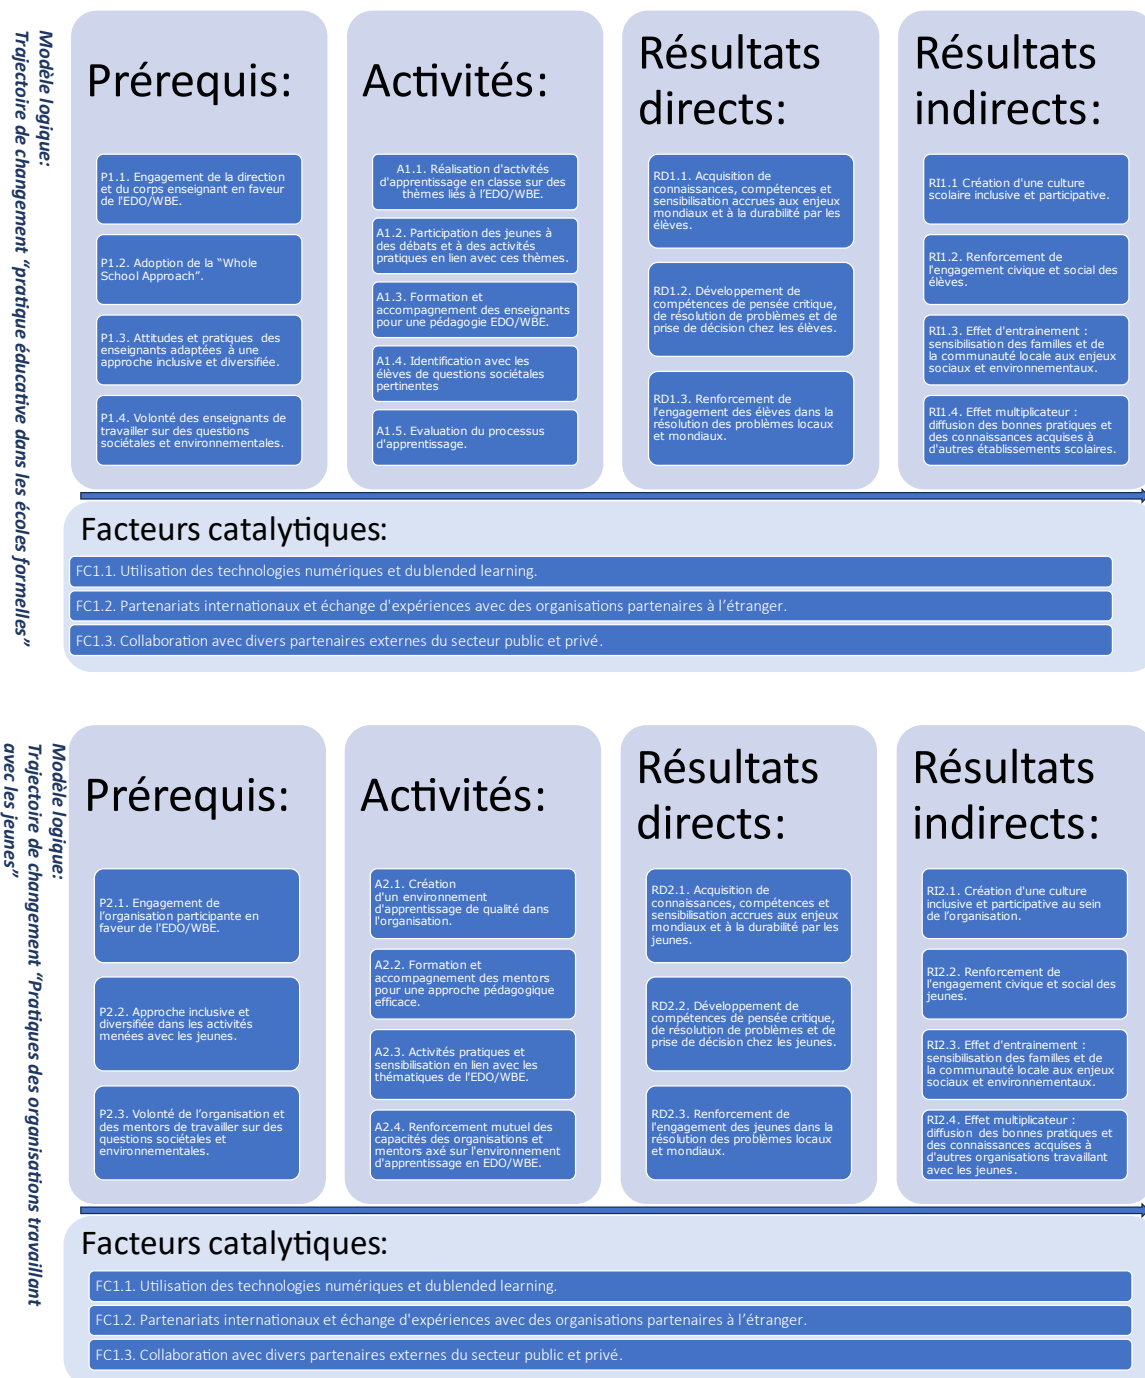 Modèle logique:
Trajectoire de changement “pratique éducative dans les écoles formelles”
Prérequis:
P1.1. Engagement de la direction
et du corps enseignant en faveur
de l'EDO/WBE.
P1.2. Adoption de la “Whole
School Approach”.
P1.3. Attitudes et pratiques des
enseignants adaptées à une
approche inclusive et diversifiée.
P1.4. Volonté des enseignants de
travailler sur des questions
sociétales et environnementales.
Activités:
A1.1. Réalisation d'activités
d'apprentissage en classe sur des
thèmes liés à l’EDO/WBE.
A1.2. Participation des jeunes à
des débats et à des activités
pratiques en lien avec ces thèmes.
A1.3. Formation et
accompagnement des enseignants
pour une pédagogie EDO/WBE.
A1.4. Identification avec les
élèves de questions sociétales
pertinentes
A1.5. Evaluation du processus
d'apprentissage.
Résultats
directs:
RD1.1. Acquisition de
connaissances, compétences et
sensibilisation accrues aux enjeux
mondiaux et à la durabilité par les
élèves.
RD1.2. Développement de
compétences de pensée critique,
de résolution de problèmes et de
prise de décision chez les élèves.
RD1.3. Renforcement de
l'engagement des élèves dans la
résolution des problèmes locaux
et mondiaux.
Résultats
indirects:
RI1.1 Création d'une culture
scolaire inclusive et participative.
RI1.2. Renforcement de
l'engagement civique et social des
élèves.
RI1.3. Effet d'entrainement :
sensibilisation des familles et de
la communauté locale aux enjeux
sociaux et environnementaux.
RI1.4. Effet multiplicateur :
diffusion des bonnes pratiques et
des connaissances acquises à
d'autres établissements scolaires.
Facteurs catalytiques:
FC1.1. Utilisation des technologies numériques et dublended learning.
FC1.2. Partenariats internationaux et échange d'expériences avec des organisations partenaires à l’étranger.
FC1.3. Collaboration avec divers partenaires externes du secteur public et privé.
Modèle logique:
Trajectoire de changement “Pratiques des organisations travaillant
avec les jeunes”
Prérequis:
P2.1. Engagement de
l’organisation participante en
faveur de l'EDO/WBE.
P2.2. Approche inclusive et
diversifiée dans les activités
menées avec les jeunes.
P2.3. Volonté de l’organisation et
des mentors de travailler sur des
questions sociétales et
environnementales.
Activités:
A2.1. Création
d'un environnement
d'apprentissage de qualité dans
l'organisation.
A2.2. Formation et
accompagnement des mentors
pour une approche pédagogique
efficace.
A2.3. Activités pratiques et
sensibilisation en lien avec les
thématiques de l'EDO/WBE.
A2.4. Renforcement mutuel des
capacités des organisations et
mentors axé sur l'environnement
d'apprentissage en EDO/WBE.
Résultats
directs:
RD2.1. Acquisition de
connaissances, compétences et
sensibilisation accrues aux enjeux
mondiaux et à la durabilité par les
jeunes.
RD2.2. Développement de
compétences de pensée critique,
de résolution de problèmes et de
prise de décision chez les jeunes.
RD2.3. Renforcement de
l'engagement des jeunes dans la
résolution des problèmes locaux
et mondiaux.
Résultats
indirects:
RI2.1. Création d'une culture
inclusive et participative au sein
de l’organisation.
RI2.2. Renforcement de
l'engagement civique et social des
jeunes.
RI2.3. Effet d'entrainement :
sensibilisation des familles et de
la communauté locale aux enjeux
sociaux et environnementaux.
RI2.4. Effet multiplicateur :
diffusion des bonnes pratiques et
des connaissances acquises à
d'autres organisations travaillant
avec les jeunes.
Facteurs catalytiques:
FC1.1. Utilisation des technologies numériques et dublended learning.
FC1.2. Partenariats internationaux et échange d'expériences avec des organisations partenaires à l’étranger.
FC1.3. Collaboration avec divers partenaires externes du secteur public et privé.